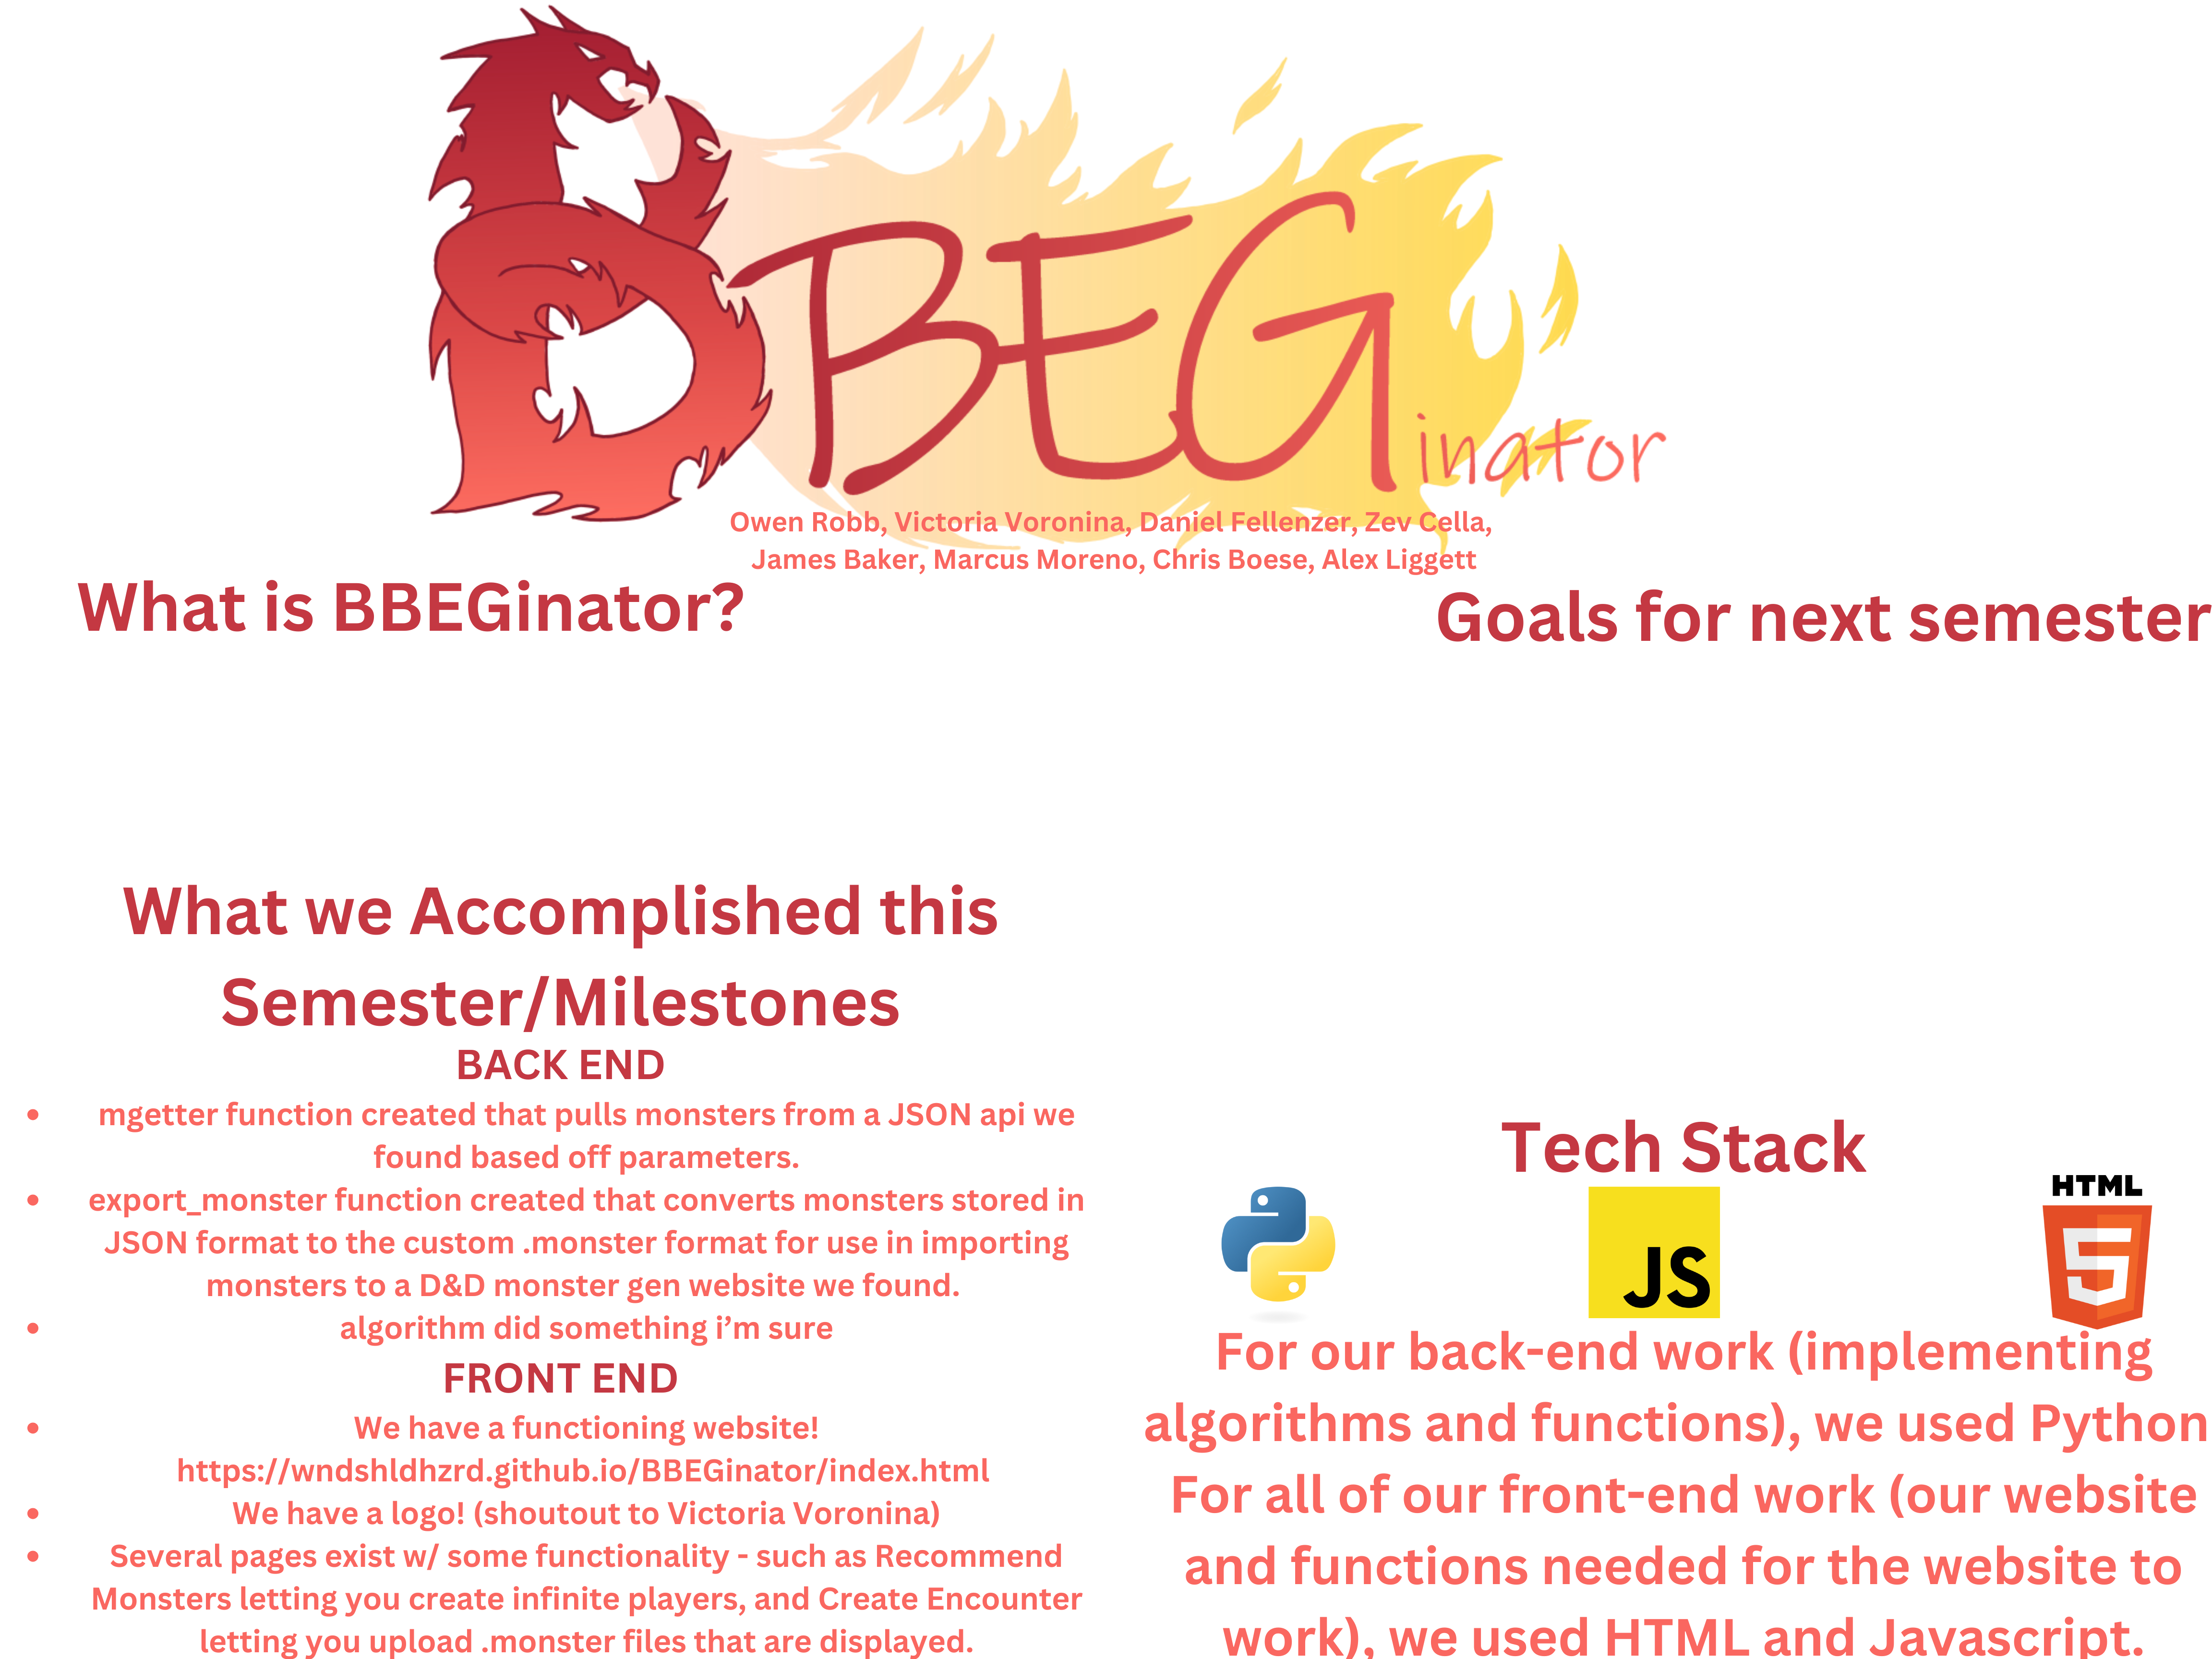 BBEGinator
Owen Robb, Victoria Voronina, Daniel Fellenzer, Zev Cella,
James Baker, Marcus Moreno, Chris Boese, Alex Liggett
What is BBEGinator?
Goals for next semester
What we Accomplished this
Semester/Milestones
BACK END
• mgetter function created that pulls monsters from a JSON api we
found based off parameters.
• export_monster function created that converts monsters stored in
JSON format to the custom .monster format for use in importing
monsters to a D&D monster gen website we found.
• algorithm did something i’m sure
FRONT END
• We have a functioning website!
https://wndshldhzrd.github.io/BBEGinator/index.html
• We have a logo! (shoutout to Victoria Voronina)
• Several pages exist w/ some functionality - such as Recommend
Monsters letting you create infinite players, and Create Encounter
letting you upload .monster files that are displayed.
Tech Stack
JS
HTML
5
For our back-end work (implementing
algorithms and functions), we used Python
For all of our front-end work (our website
and functions needed for the website to
work), we used HTML and Javascript.